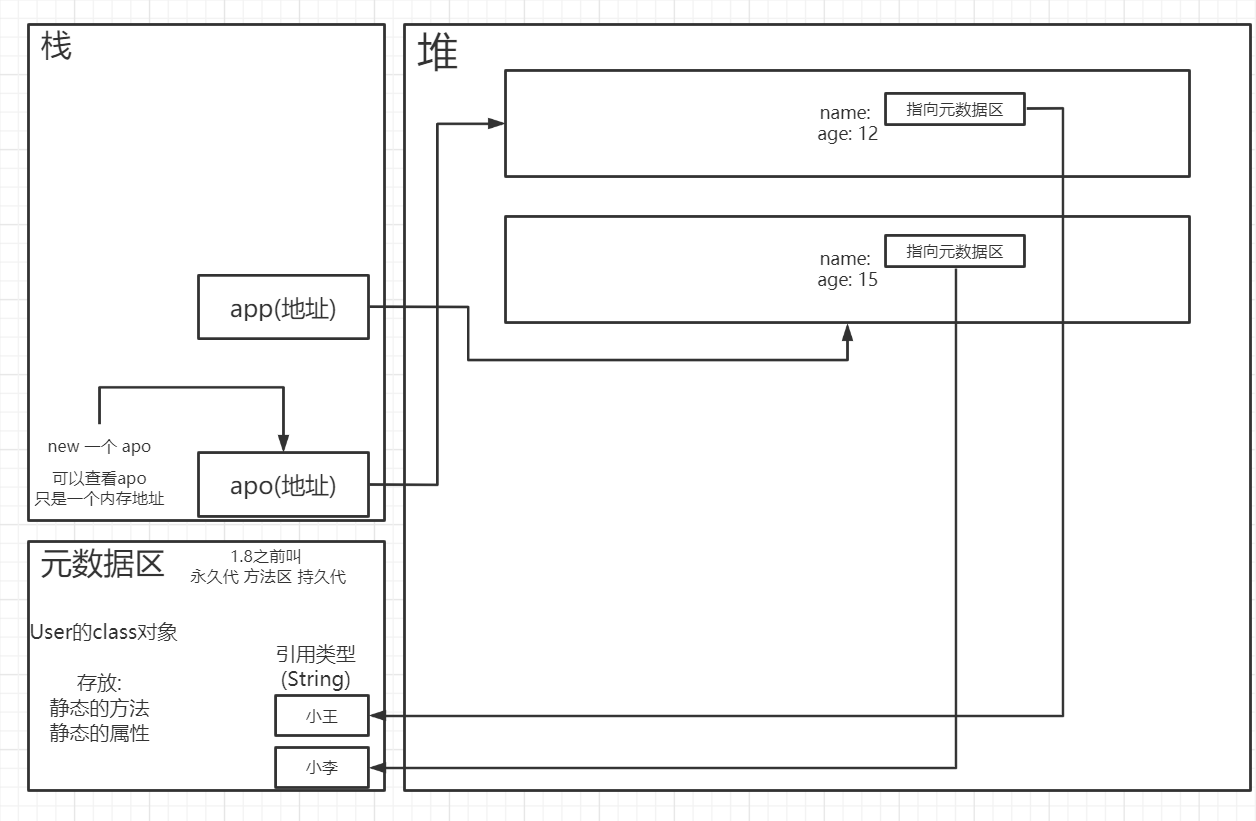 栈
app(地址)
new 一个 apo
可以查看apo
只是一个内存地址
apo(地址)
堆
name:
age: 12
指向元数据区
name:
age: 15
指向元数据区
元数据区
1.8之前叫
永久代 方法区 持久代
User的class对象
存放:
静态的方法
静态的属性
引用类型
(String)
小王
小李